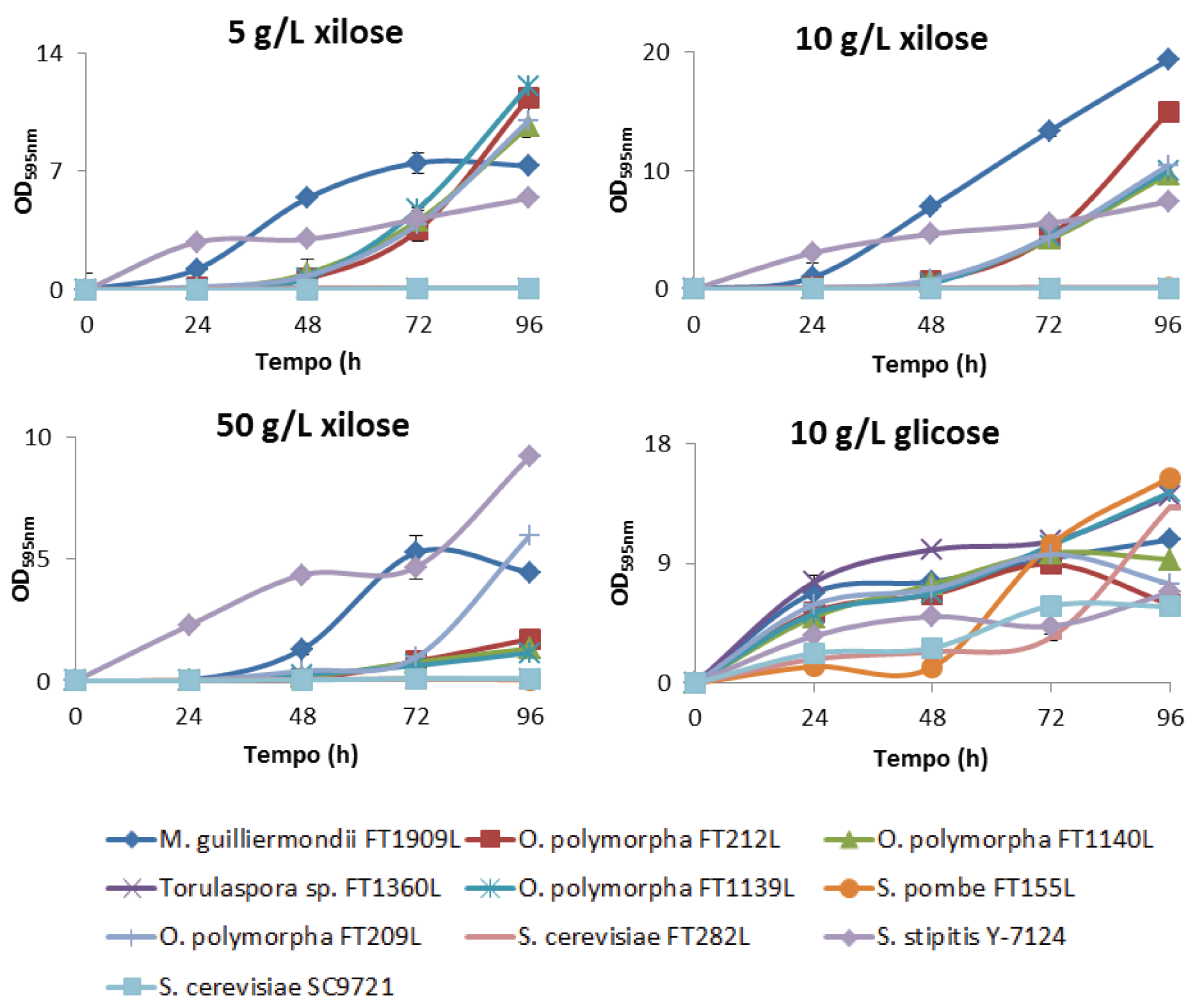 5 g/L xilose
14
7
0
OD595nm
0 24 48 72 96
Tempo (h
10 g/L xilose
20
10
0
OD595nm
0 24 48 72 96
Tempo (h)
50 g/L xilose
10
5
0
OD595nm
0 24 48 72 96
Tempo (h)
10 g/L glicose
18
9
0
OD595nm
0 24 48 72 96
Tempo (h)
M. guilliermondii FT1909L O. polymorpha FT212L O. polymorpha FT1140L
Torulaspora sp. FT1360L O. polymorpha FT1139L S. pombe FT155L
O. polymorpha FT209L S. cerevisiae FT282L S. stipitis Y-7124
S. cerevisiae SC9721